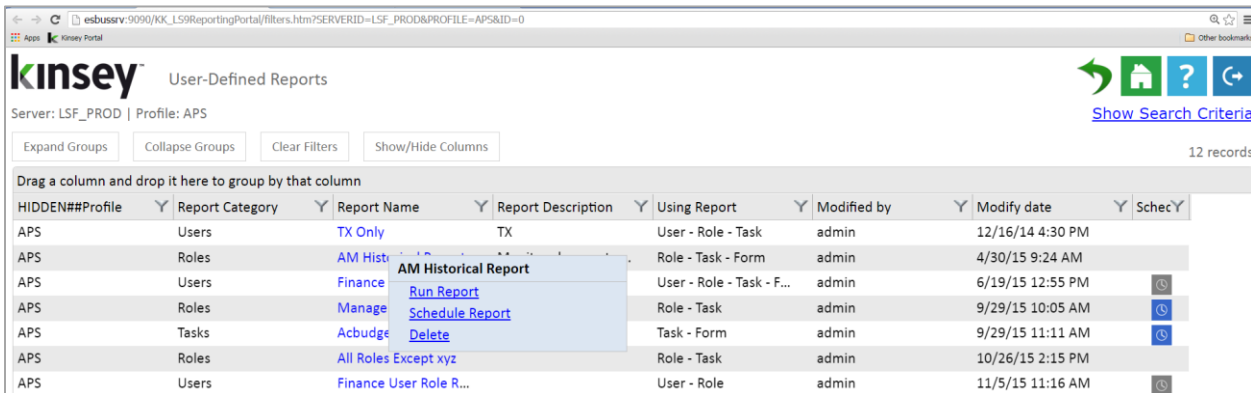 esbussrv:9090/KK_LS9ReportingPortal/filters.htm?SERVERID=LSF_PROD&PROFILE=APS&ID=0
Apps Kinsey Portal Other bookmarks
kinsey User-Defined Reports ?
Server: LSF_PROD | Profile: APS Show Search Criteria
Expand Groups Collapse Groups Clear Filters Show/Hide Columns 12 records
Drag a column and drop it here to group by that column
HIDDEN##Profile Report Category Report Name Report Description Using Report Modified by Modify date Sched
APS Users TX Only TX User - Role - Task admin 12/16/14 4:30 PM
APS Roles AM Role - Task - Form admin 4/30/15 9:24 AM
AM Historical Report
APS Users Finance User - Role - Task - F... admin 6/19/15 12:55 PM
Run Report
APS Roles Manage Role - Task admin 9/29/15 10:05 AM
Schedule Report
APS Tasks Acbudge Task - Form admin 9/29/15 11:11 AM
Delete
APS Roles All Roles Except xyz Role - Task admin 10/26/15 2:15 PM
APS Users Finance User Role R... User - Role admin 11/5/15 11:16 AM